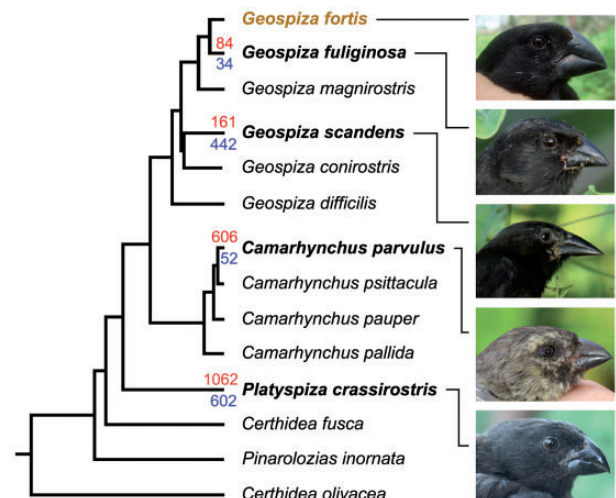 Geospiza fortis
84
Geospiza fuliginosa
34
Geospiza magnirostris
161
Geospiza scandens
442
Geospiza conirostris
Geospiza difficilis
606
Camarhynchus parvulus
52
Camarhynchus psittacula
Camarhynchus pauper
Camarhynchus pallida
1062
Platyspiza crassirostris
602
Certhidea fusca
Pinarolozias inornata
Certhidea olivacea